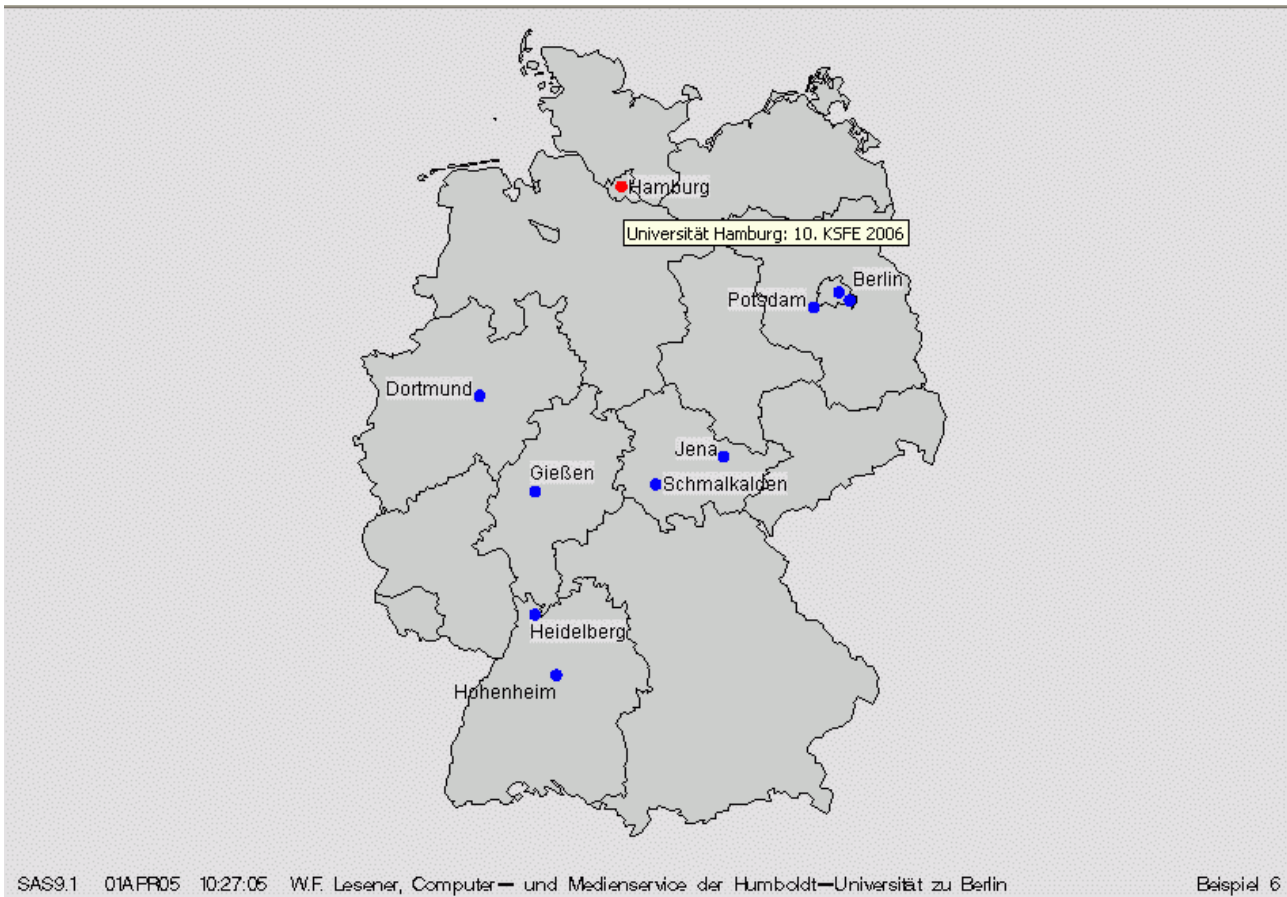 Hamburg
Universität Hamburg: 10. KSFE 2006
Berlin
Potsdam
Dortmund
Jena
Gießen
Schmalkalden
Heidelberg
Hohenheim
SAS9.1 01APR05 10:27:05 W.F. Lesener, Computer– und Medienservice der Humboldt–Universität zu Berlin Beispiel 6